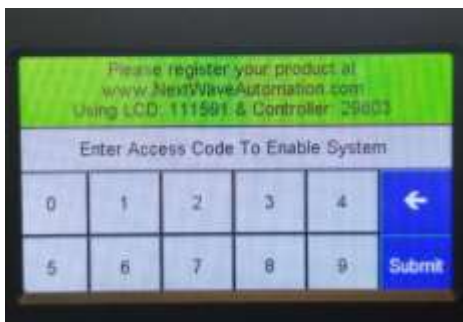 Please register your product at
www.NextWaveAutomation.com
Using LCD: 111591 & Controller: 29803
Enter Access Code To Enable System
0 1 2 3 4
5 6 7 8 9 Submit